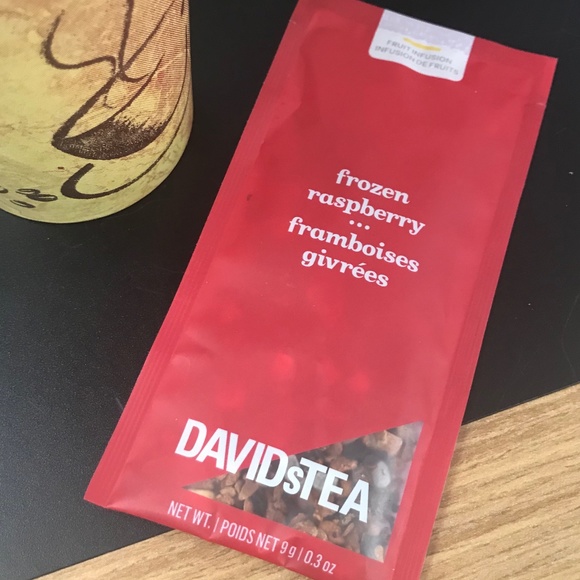 FRUIT INFUSION
INFUSION DE FRUITS
frozen
raspberry
...
framboises
givrées
DAVIDsTEA
NET WT. | POIDS NET 9 g | 0.3 oz